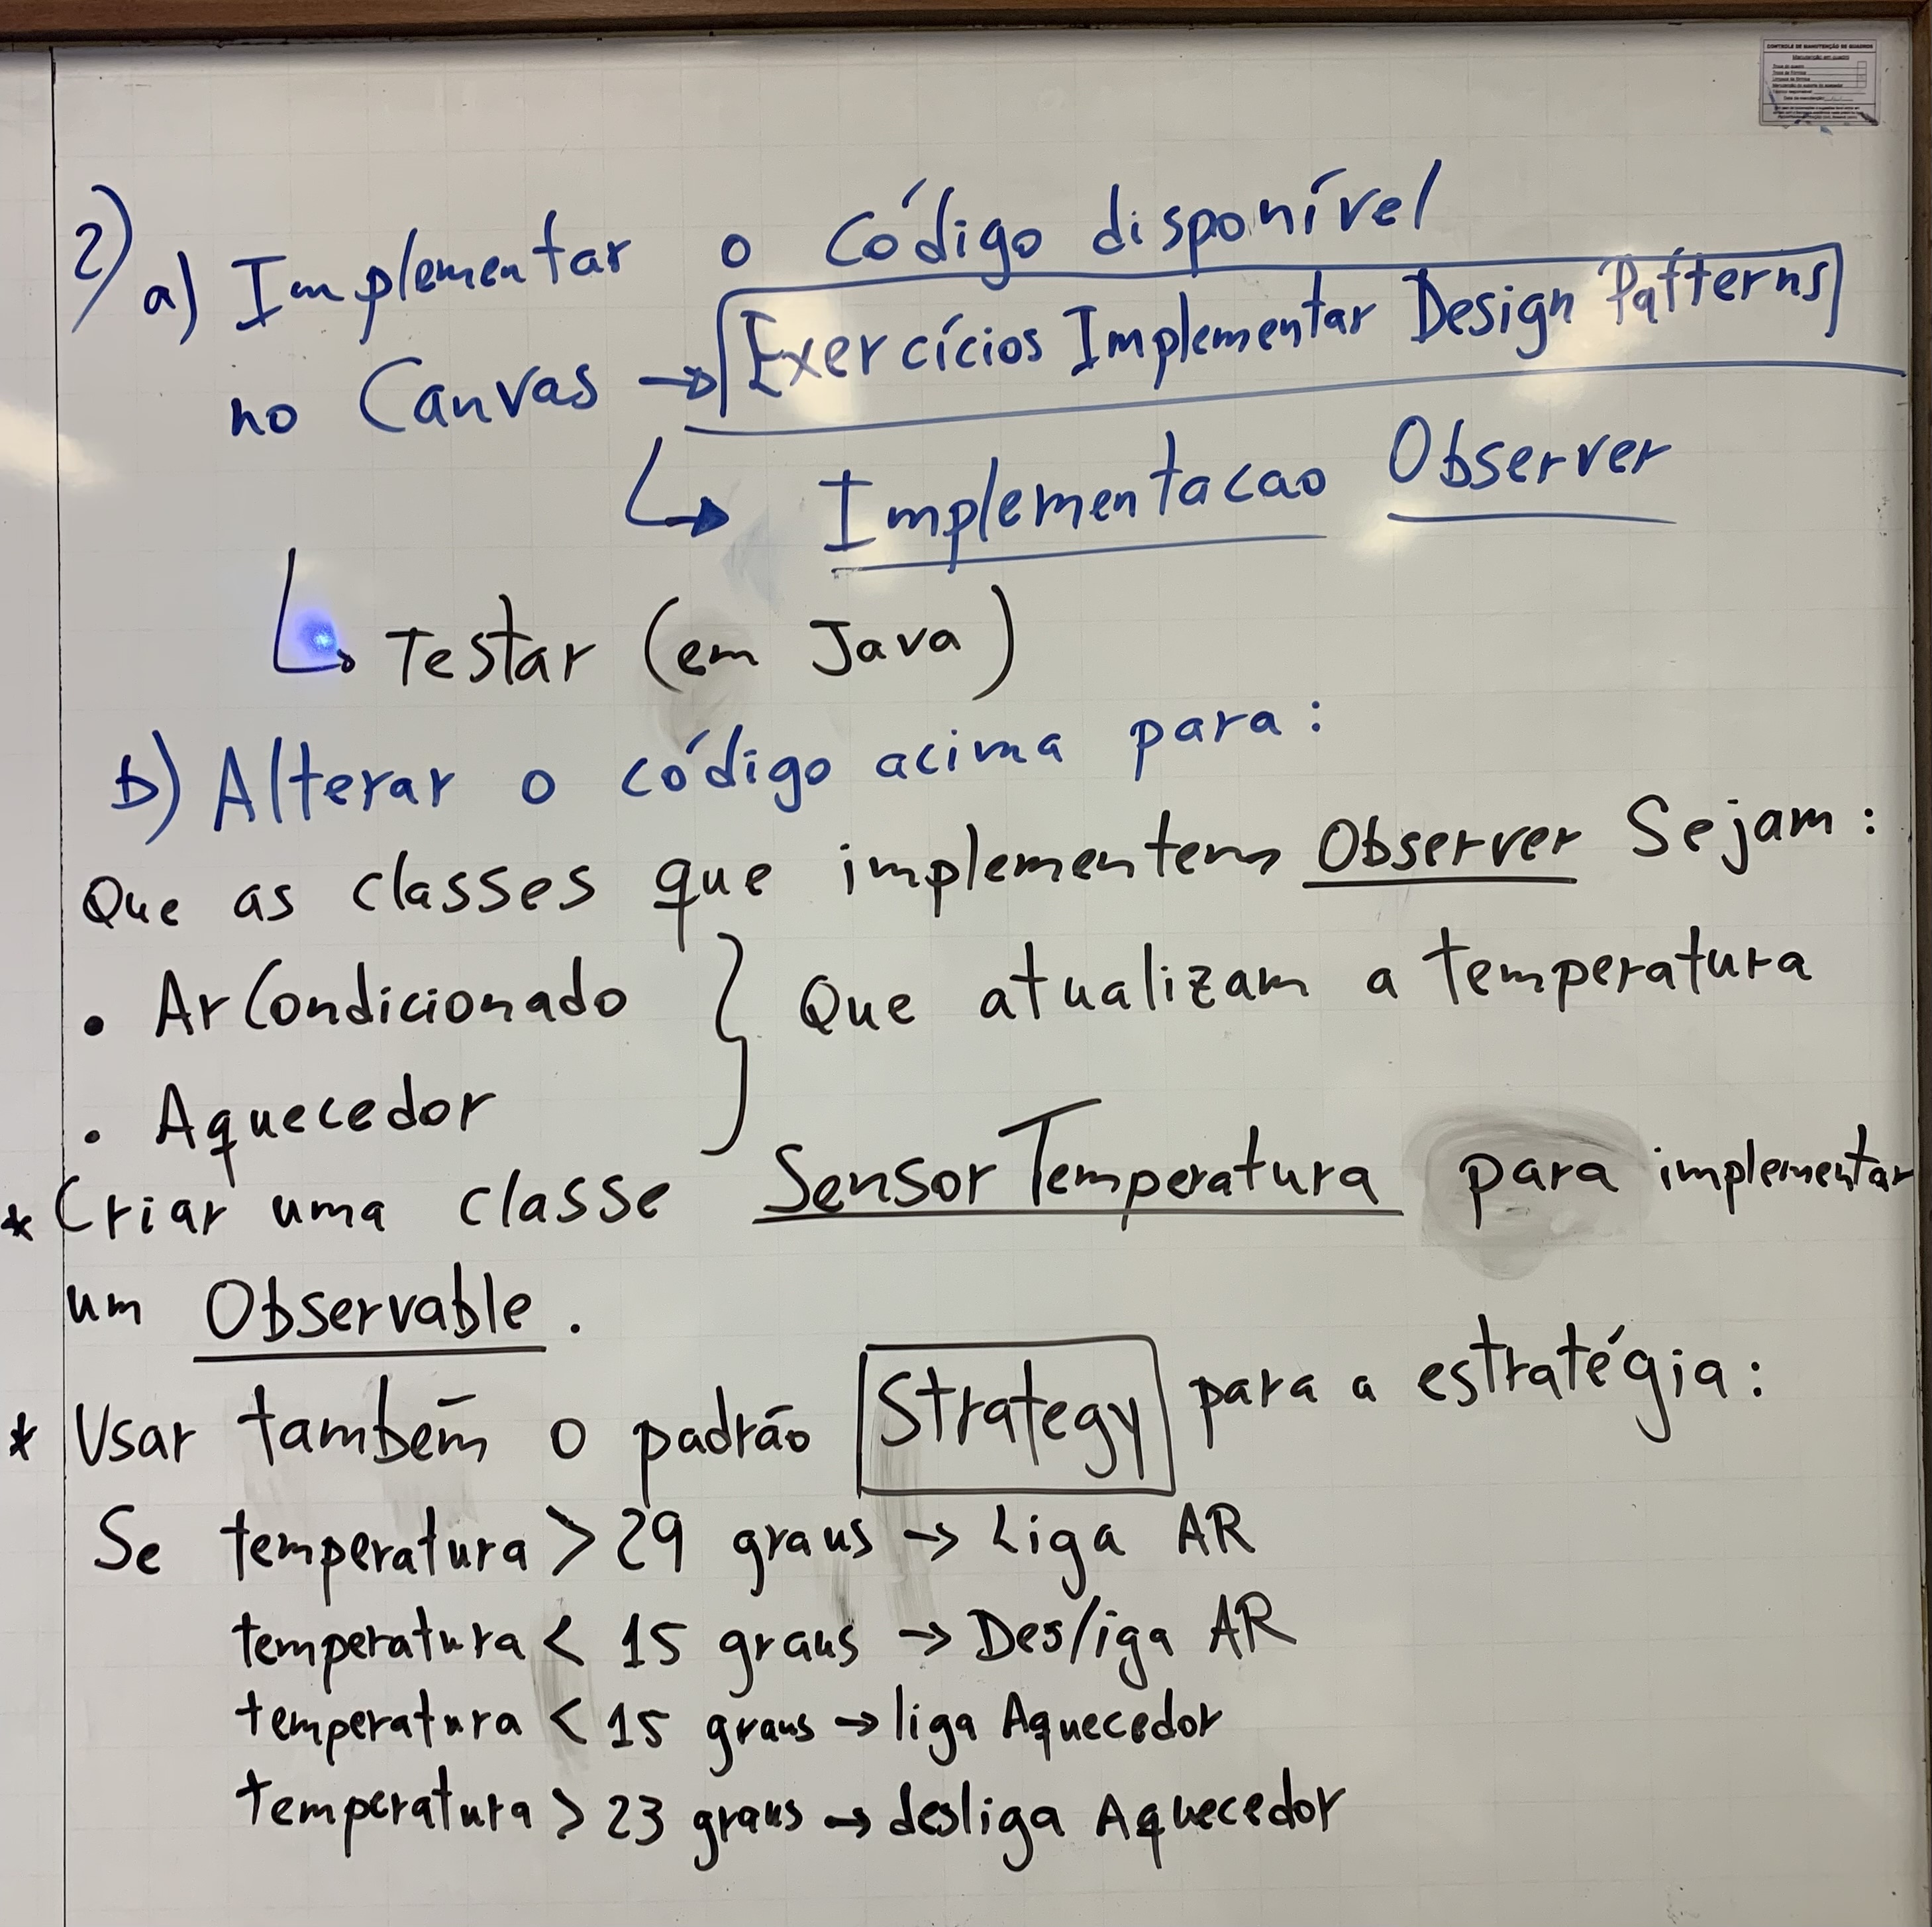 CONTROLE DE MANUTENÇÃO DE QUADROS
2) a) Implementar o código disponível
no Canvas → Exercícios Implementar Design Patterns
↳ Implementacao Observer
↳ Testar (em Java)
b) Alterar o código acima para:
Que as classes que implementem Observer Sejam:
• ArCondicionado } Que atualizam a temperatura
• Aquecedor
* Criar uma classe SensorTemperatura para implementar
um Observable.
* Usar tambem̄ o padrão Strategy para a estratégia:
Se temperatura > 29 graus → Liga AR
temperatura < 15 graus → Desliga AR
temperatura < 15 graus → liga Aquecedor
temperatura > 23 graus → desliga Aquecedor